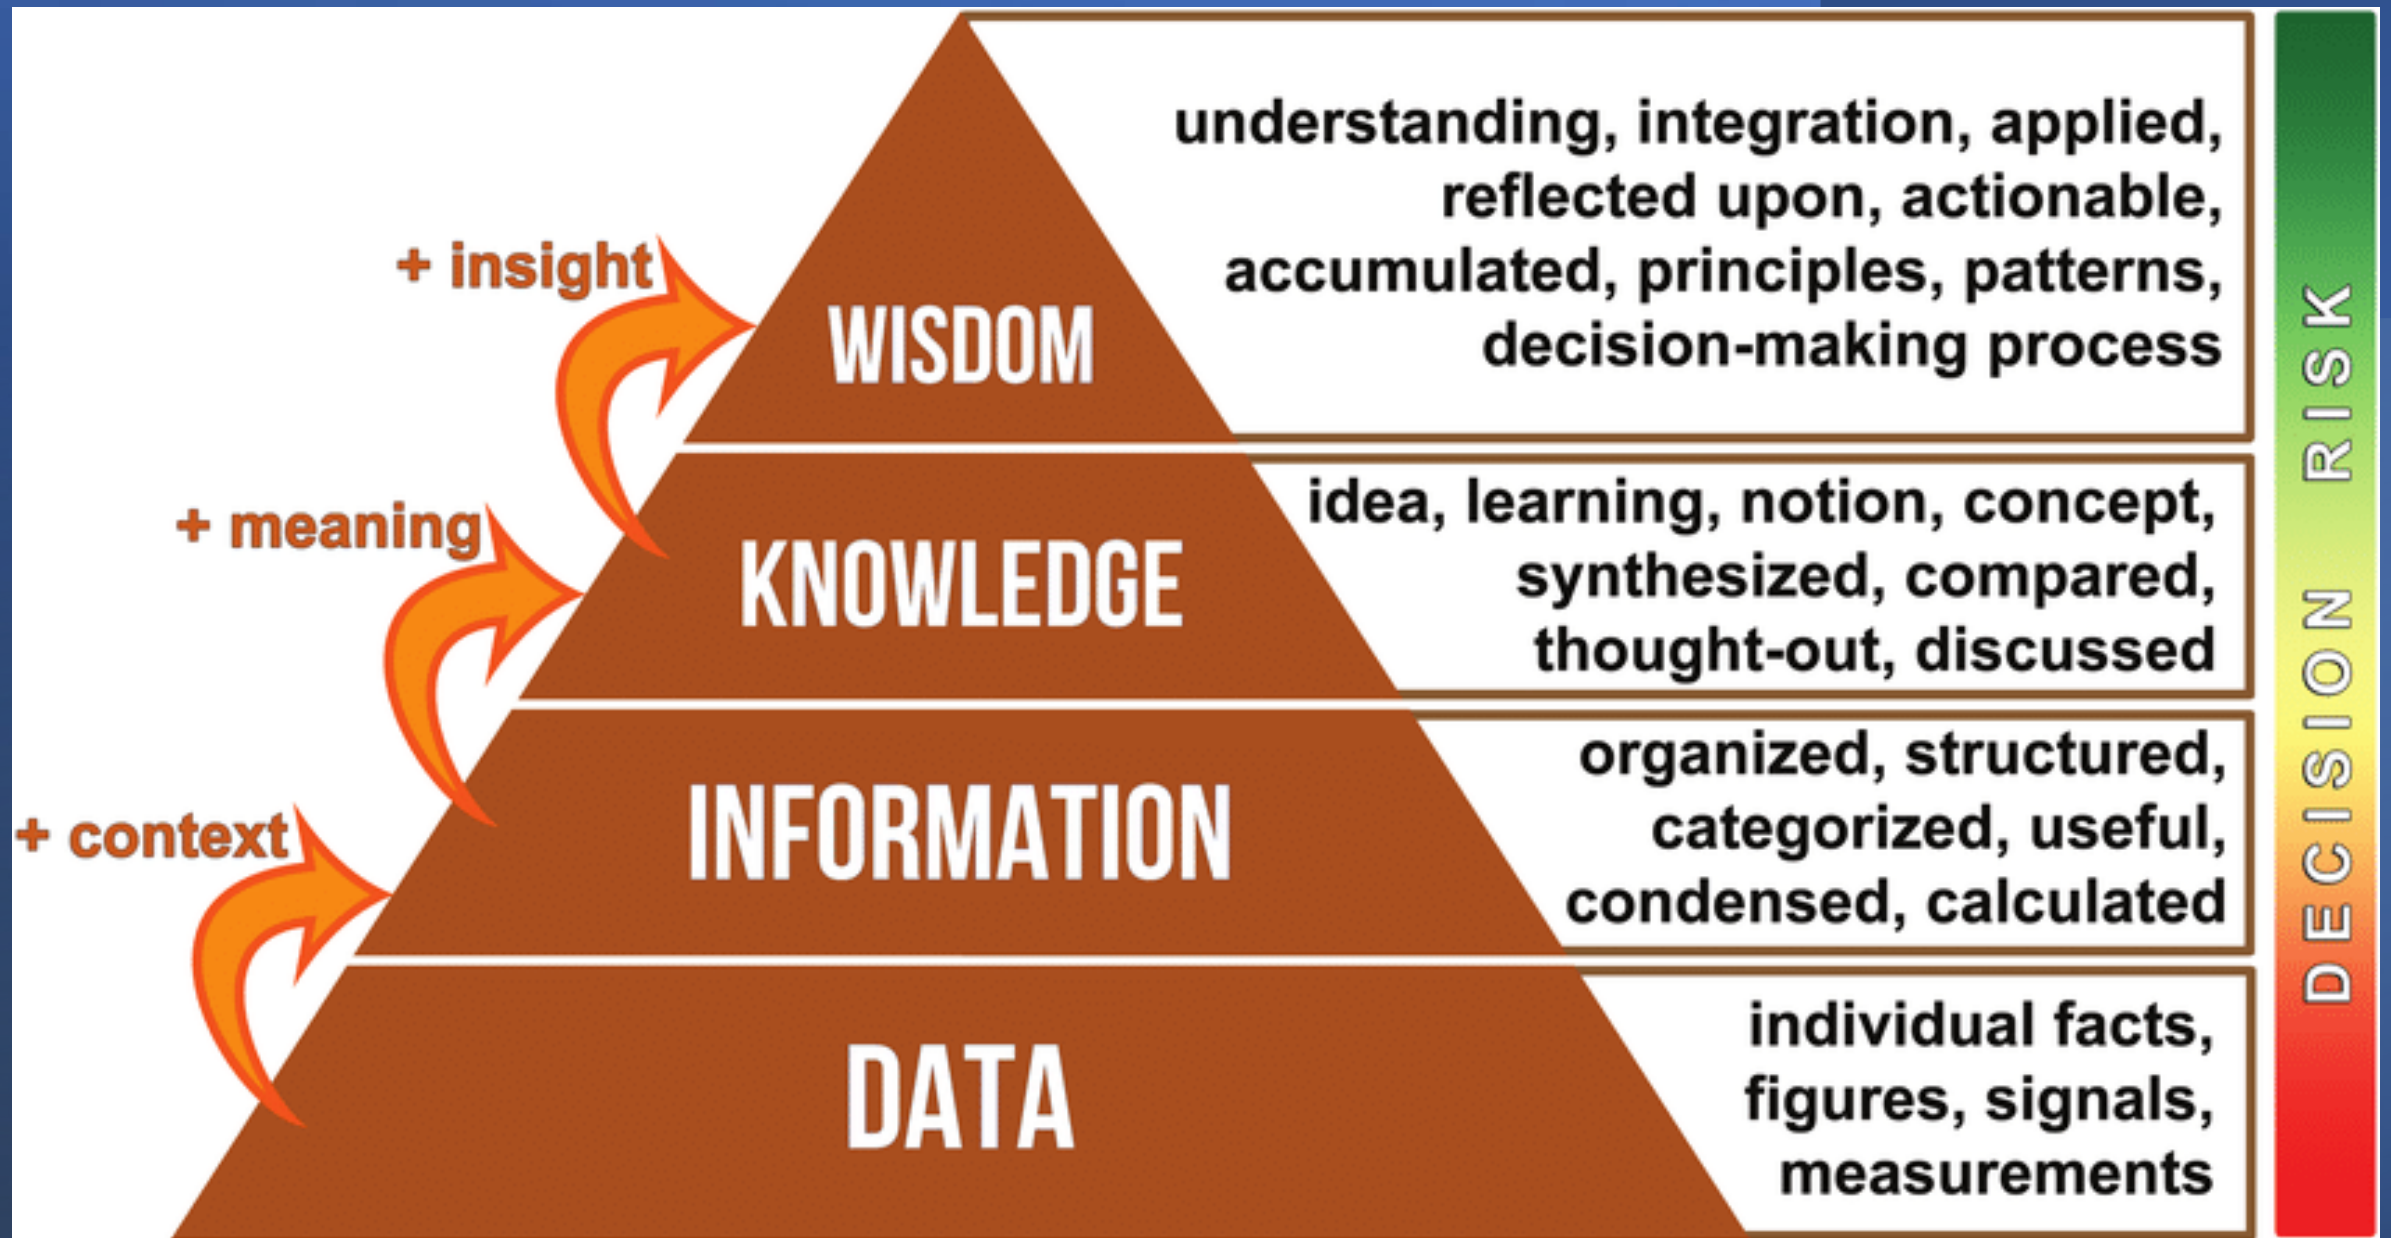 understanding, integration, applied,
reflected upon, actionable,
accumulated, principles, patterns,
decision-making process
+ insight
WISDOM
idea, learning, notion, concept,
synthesized, compared,
thought-out, discussed
+ meaning
KNOWLEDGE
organized, structured,
categorized, useful,
condensed, calculated
+ context
INFORMATION
individual facts,
figures, signals,
measurements
DATA
DECISION RISK